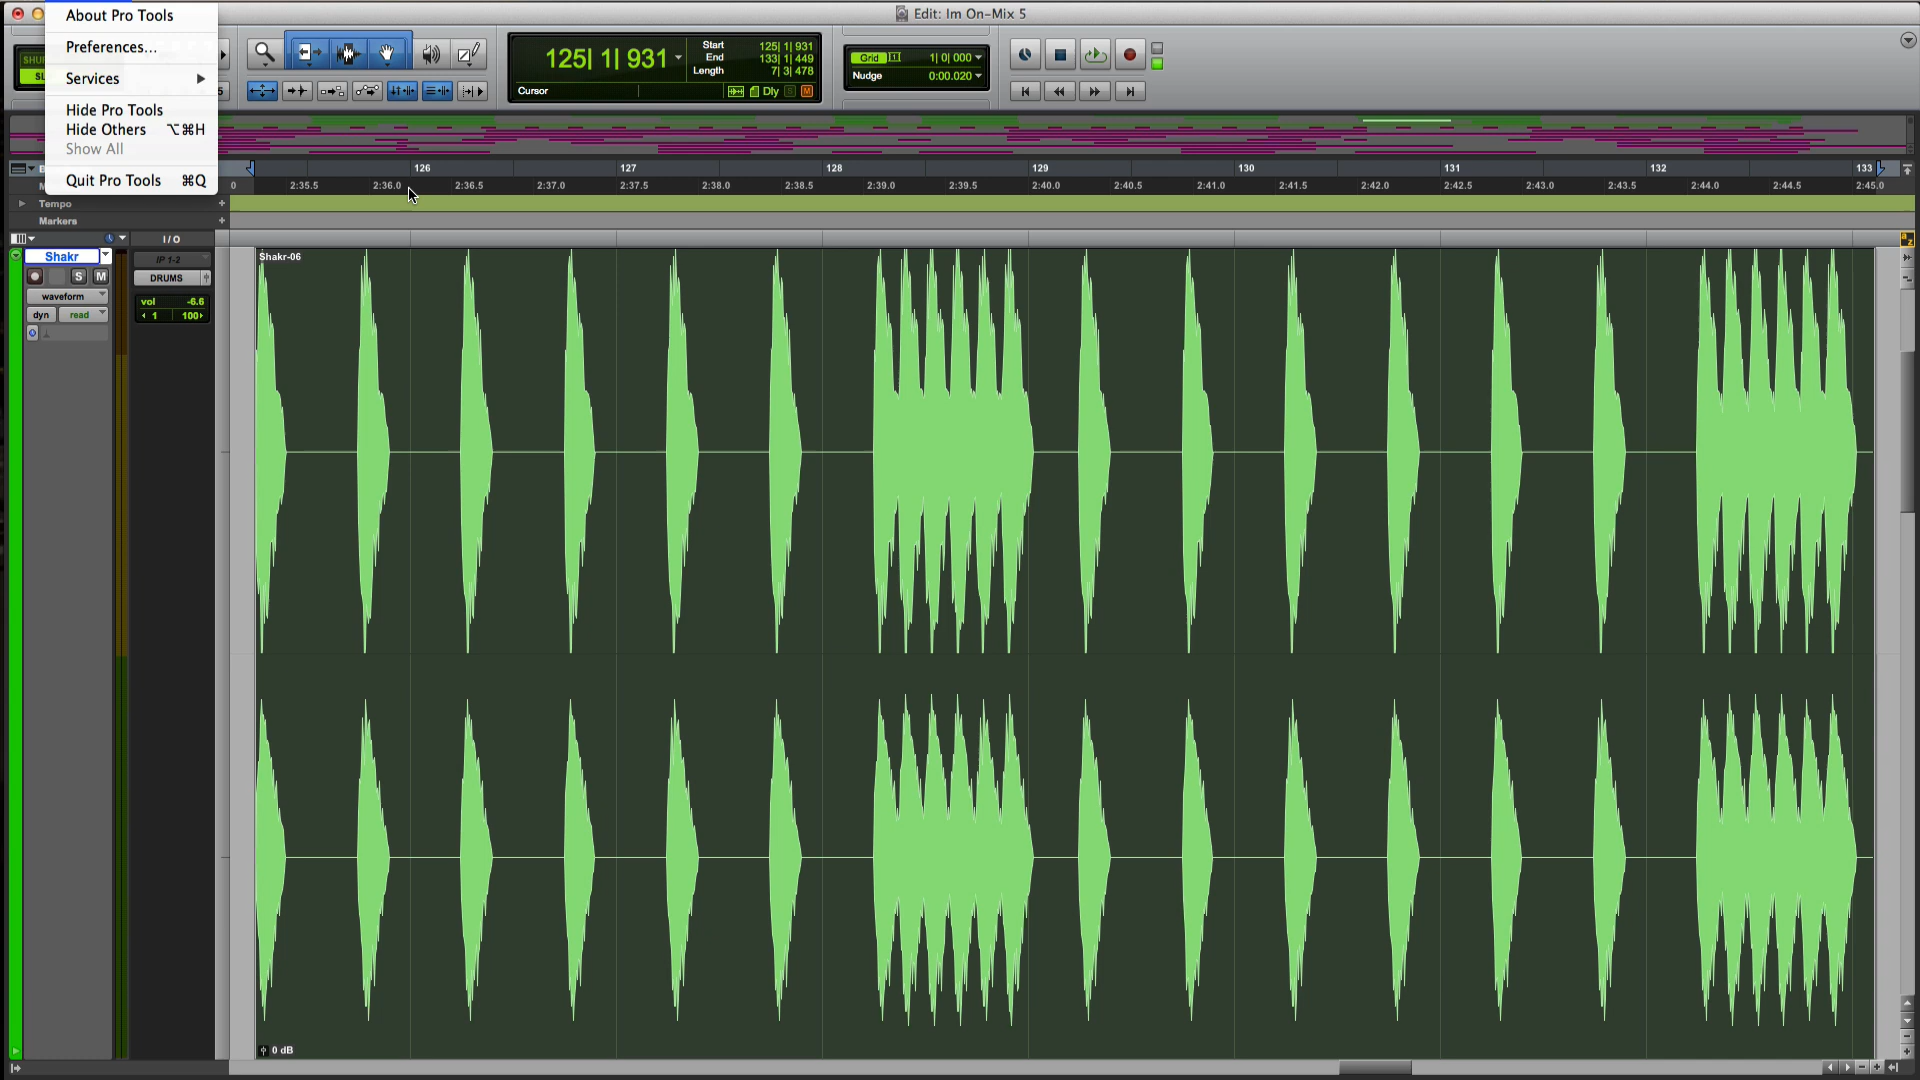 Edit: Im On-Mix 5
About Pro Tools
Preferences...
Services
Hide Pro Tools
Hide Others ⌥⌘H
Show All
Quit Pro Tools ⌘Q
125| 1| 931
Start 125| 1| 931
End 133| 1| 449
Length 7| 3| 478
Cursor
Dly
S
M
Grid 1| 0| 000
Nudge 0:00.020
126 127 128 129 130 131 132 133
0 2:35.5 2:36.0 2:36.5 2:37.0 2:37.5 2:38.0 2:38.5 2:39.0 2:39.5 2:40.0 2:40.5 2:41.0 2:41.5 2:42.0 2:42.5 2:43.0 2:43.5 2:44.0 2:44.5 2:45.0
Tempo
Markers
I / O
Shakr
S M
waveform
dyn read
IP 1-2
DRUMS
vol -6.6
1 100
Shakr-06
0 dB